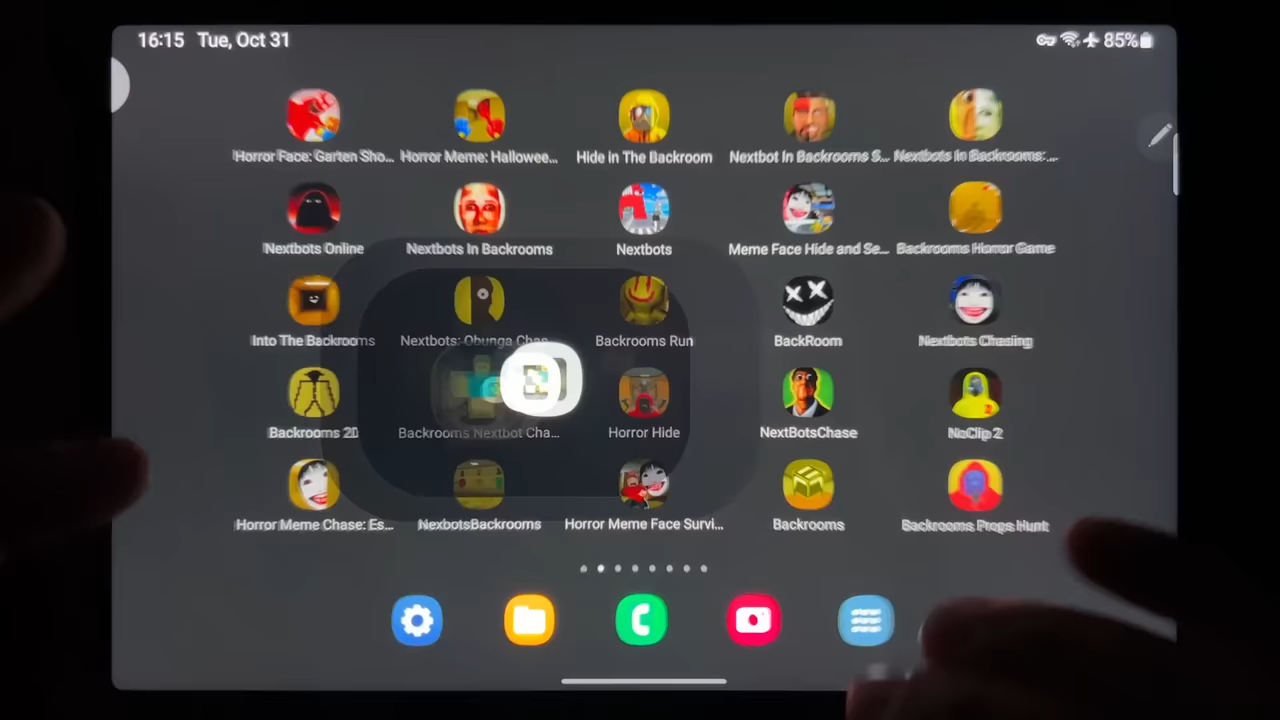 16:15 Tue, Oct 31
85%
Horror Face: Garten Sho... Horror Meme: Hallowee... Hide in The Backroom Nextbot In Backrooms S... Nextbots In Backrooms:...
Nextbots Online Nextbots In Backrooms Nextbots Meme Face Hide and Se... Backrooms Horror Game
Into The Backrooms Nextbots: Obunga Chas... Backrooms Run BackRoom Nextbots Chasing
Backrooms 2D Backrooms Nextbot Cha... Horror Hide NextBotsChase NoClip 2
Horror Meme Chase: Es... NexbotsBackrooms Horror Meme Face Survi... Backrooms Backrooms Props Hunt